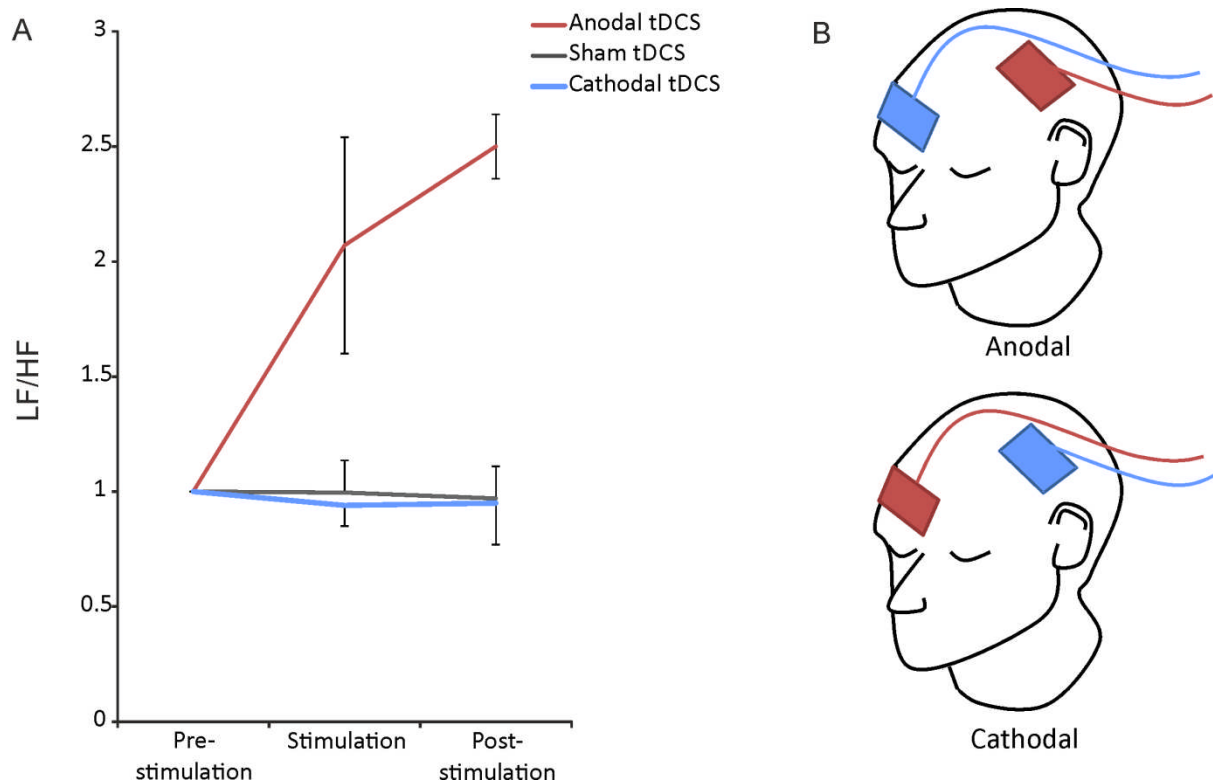 A
3
2.5
2
1.5
1
0.5
0
LF/HF
Pre-
stimulation
Stimulation
Post-
stimulation
Anodal tDCS
Sham tDCS
Cathodal tDCS
B
Anodal
Cathodal